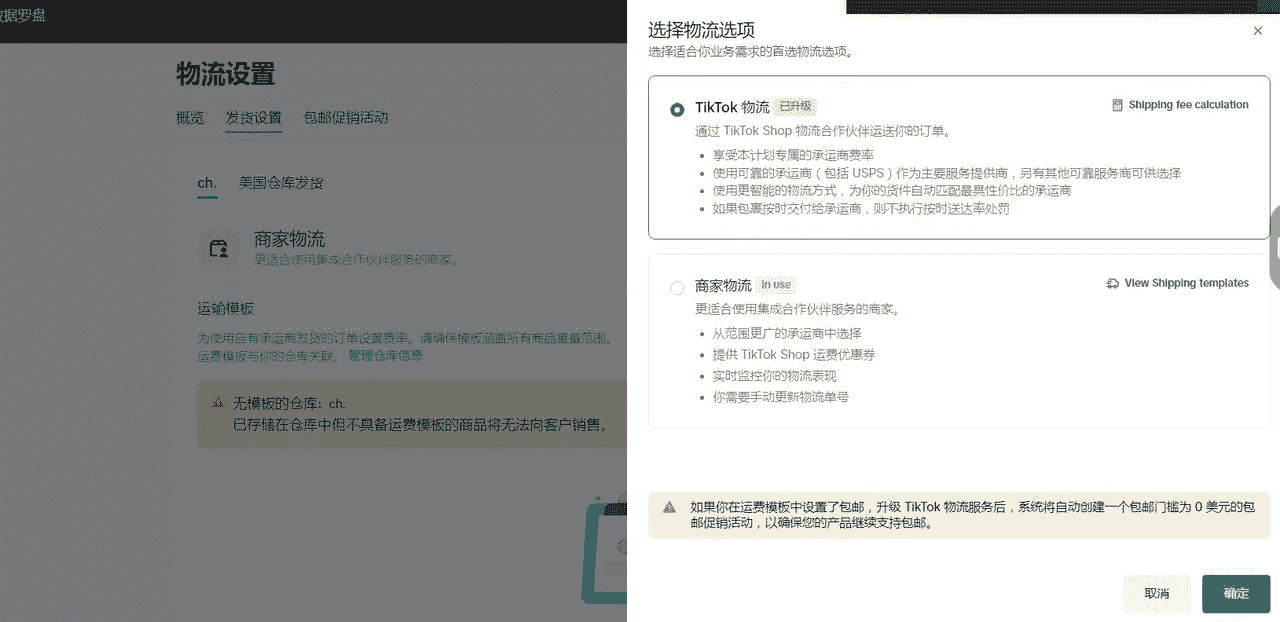 数据罗盘
物流设置
概览 发货设置 包邮促销活动
ch. 美国仓库发货
商家物流
更适合使用集成合作伙伴服务的商家。
运输模板
为使用自有承运商发货的订单设置费率。请确保模板涵盖所有商品重量范围。
运费模板与你的仓库关联。 管理仓库信息
无模板的仓库: ch.
已存储在仓库中但不具备运费模板的商品将无法向客户销售。
选择物流选项
选择适合你业务需求的首选物流选项。
TikTok 物流 已升级 Shipping fee calculation
通过 TikTok Shop 物流合作伙伴运送你的订单。
• 享受本计划专属的承运商费率
• 使用可靠的承运商（包括 USPS）作为主要服务提供商，另有其他可靠服务商可供选择
• 使用更智能的物流方式，为你的货件自动匹配最具性价比的承运商
• 如果包裹按时交付给承运商，则不执行按时送达率处罚
商家物流 In use View Shipping templates
更适合使用集成合作伙伴服务的商家。
• 从范围更广的承运商中选择
• 提供 TikTok Shop 运费优惠券
• 实时监控你的物流表现
• 你需要手动更新物流单号
如果你在运费模板中设置了包邮，升级 TikTok 物流服务后，系统将自动创建一个包邮门槛为 0 美元的包
邮促销活动，以确保您的产品继续支持包邮。
取消 确定